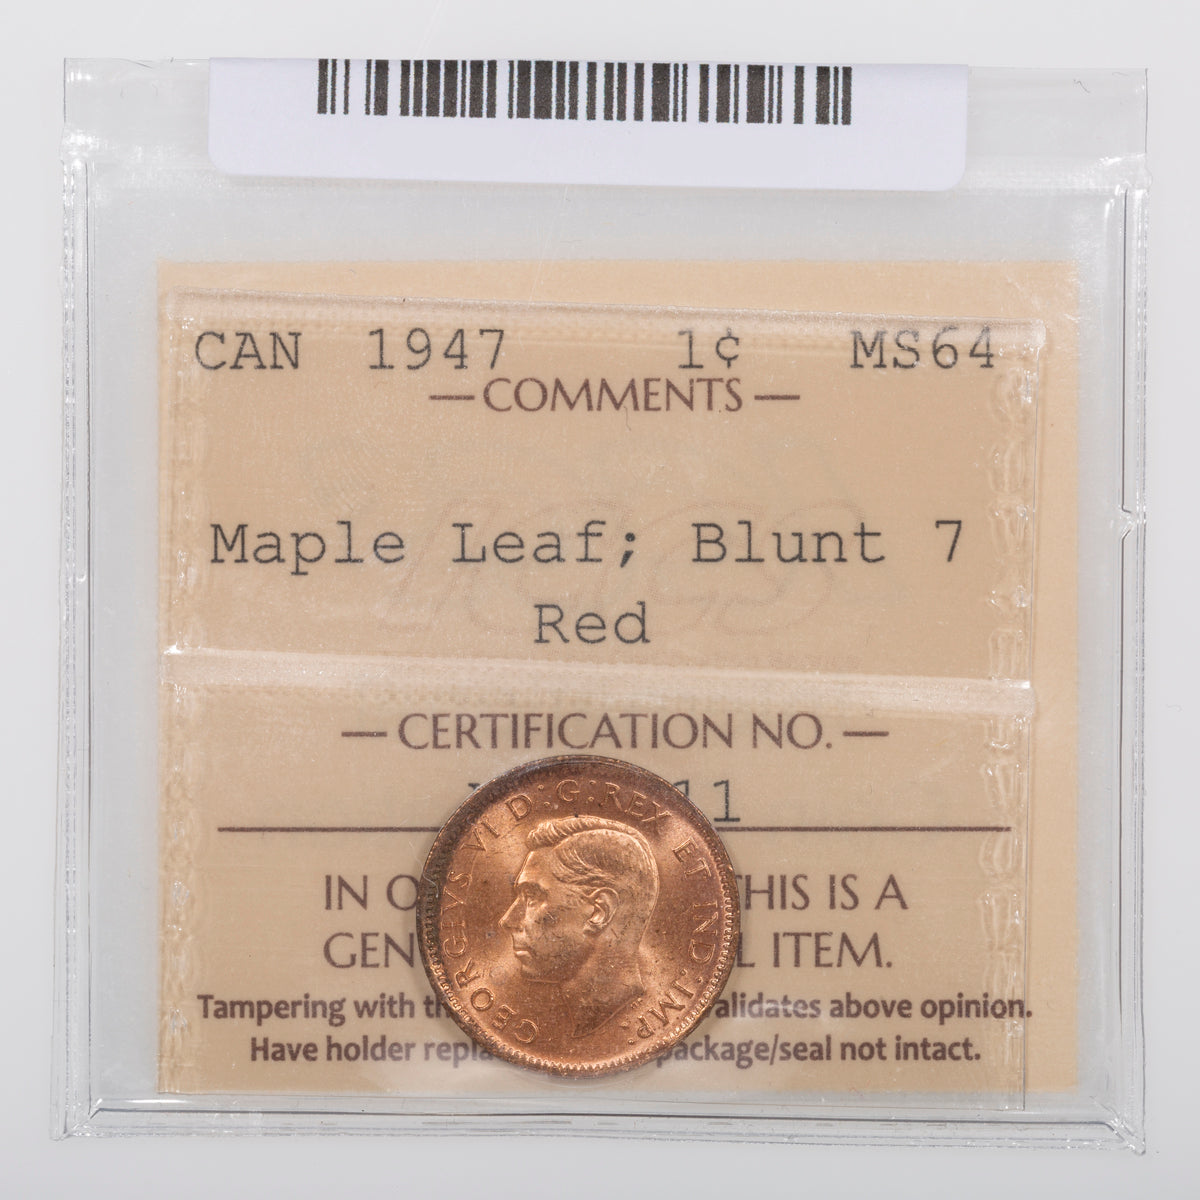 CAN 1947 1¢ MS64
— COMMENTS —
Maple Leaf; Blunt 7
Red
— CERTIFICATION NO. —
11
IN O HIS IS A
GEN L ITEM.
Tampering with th alidates above opinion.
Have holder repla package/seal not intact.
GEORGIVS VI D:G:REX ET IND:IMP: